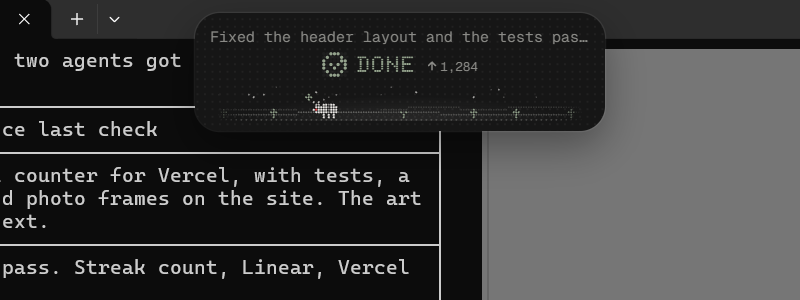 Fixed the header layout and the tests pas…
DONE ↑1,284
two agents got
ce last check
counter for Vercel, with tests, a
d photo frames on the site. The art
ext.
pass. Streak count, Linear, Vercel